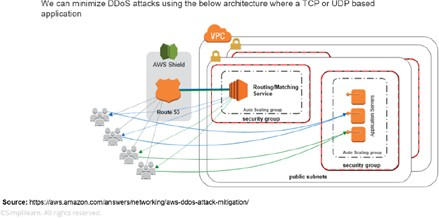 We can minimize DDoS attacks using the below architecture where a TCP or UDP based
application
VPC
AWS Shield
Route 53
Routing/Matching
Service
Auto Scaling group
security group
Application Servers
Auto Scaling group
security group
public subnets
Source: https://aws.amazon.com/answers/networking/aws-ddos-attack-mitigation/
©Simplilearn. All rights reserved.